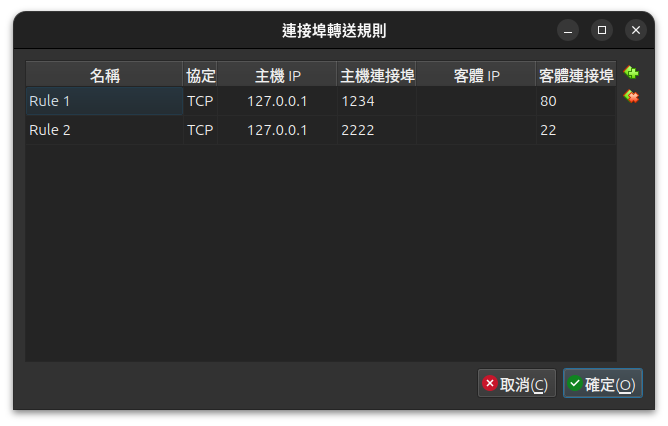 連接埠轉送規則
名稱 協定 主機 IP 主機連接埠 客體 IP 客體連接埠
Rule 1 TCP 127.0.0.1 1234 80
Rule 2 TCP 127.0.0.1 2222 22
取消(C) 確定(O)